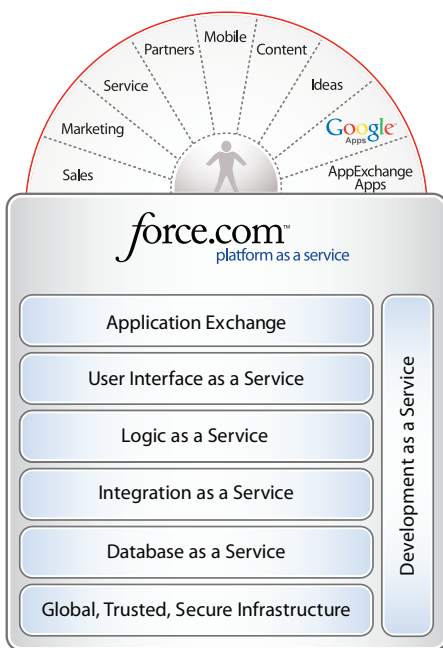 Sales
Marketing
Service
Partners
Mobile
Content
Ideas
Google™
Apps
AppExchange
Apps
force.com™
platform as a service
Application Exchange
User Interface as a Service
Logic as a Service
Integration as a Service
Database as a Service
Global, Trusted, Secure Infrastructure
Development as a Service